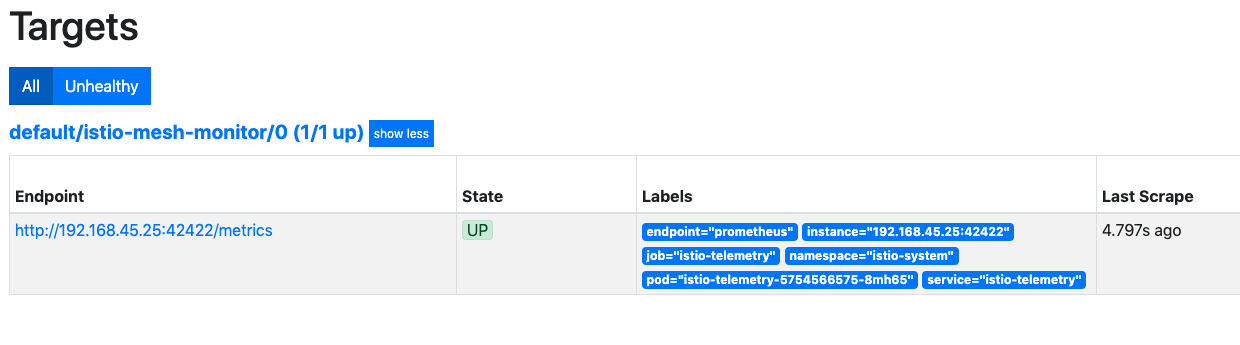 Targets
All Unhealthy
default/istio-mesh-monitor/0 (1/1 up) show less
Endpoint State Labels Last Scrape
http://192.168.45.25:42422/metrics UP endpoint="prometheus" instance="192.168.45.25:42422" 4.797s ago
job="istio-telemetry" namespace="istio-system"
pod="istio-telemetry-5754566575-8mh65" service="istio-telemetry"